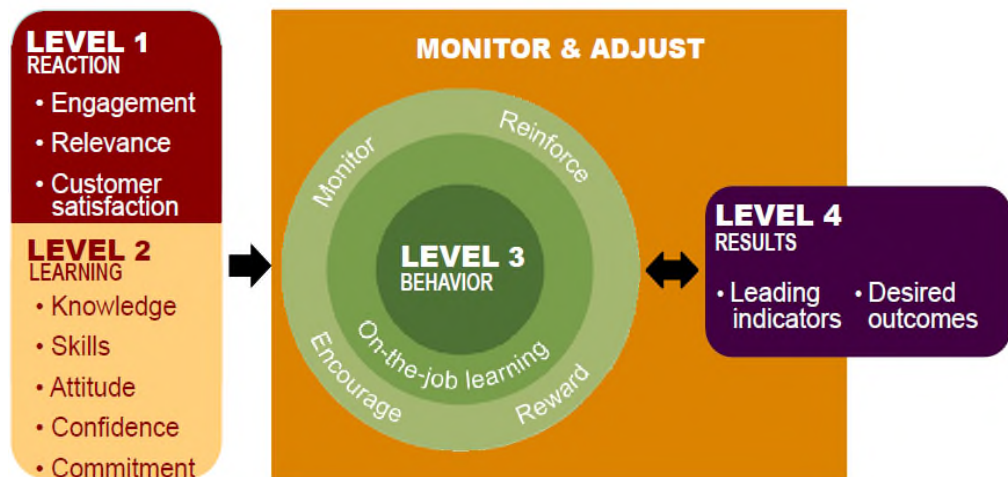 LEVEL 1
REACTION
• Engagement
• Relevance
• Customer
satisfaction
LEVEL 2
LEARNING
• Knowledge
• Skills
• Attitude
• Confidence
• Commitment
MONITOR & ADJUST
Monitor
Reinforce
LEVEL 3
BEHAVIOR
On-the-job learning
Encourage
Reward
LEVEL 4
RESULTS
• Leading
indicators
• Desired
outcomes